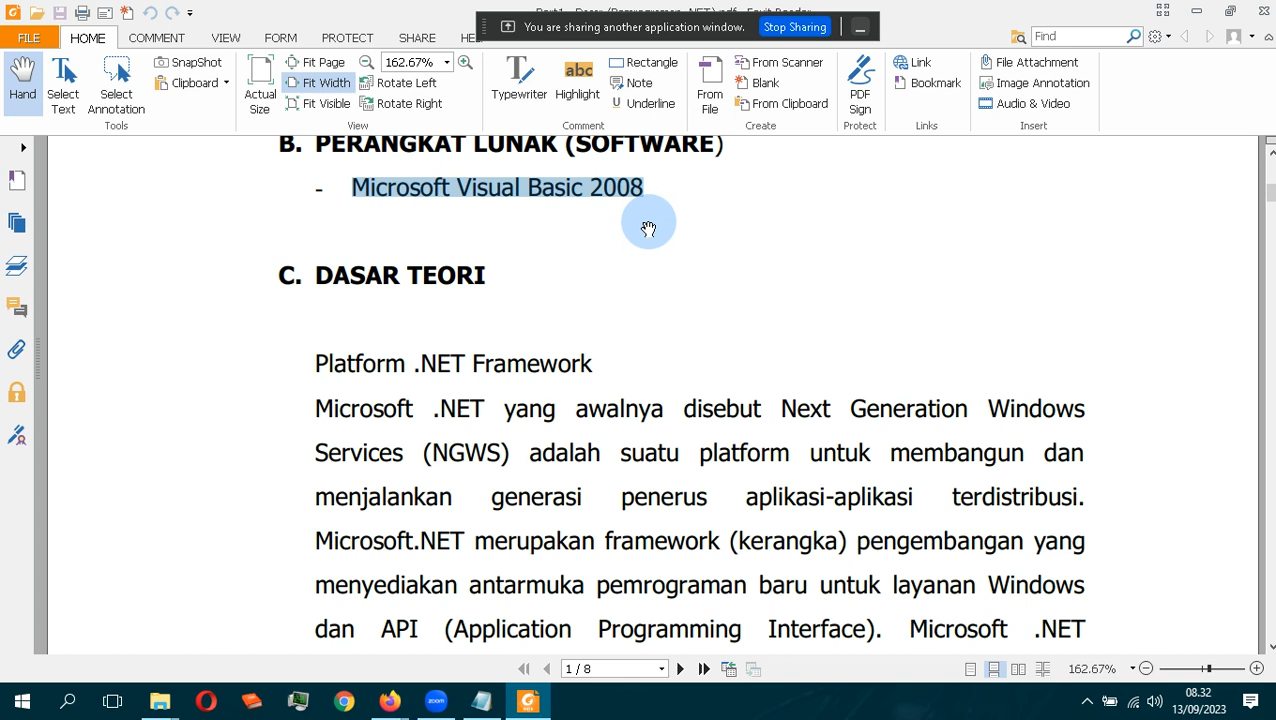 You are sharing another application window. Stop Sharing
FILE HOME COMMENT VIEW FORM PROTECT SHARE
Find
Hand
Select Text
Select Annotation
SnapShot
Clipboard
Tools
Actual Size
Fit Page
Fit Width
Fit Visible
162.67%
Rotate Left
Rotate Right
View
Typewriter
abc
Highlight
Rectangle
Note
Underline
Comment
From File
From Scanner
Blank
From Clipboard
Create
PDF Sign
Protect
Link
Bookmark
Links
File Attachment
Image Annotation
Audio & Video
Insert
B. PERANGKAT LUNAK (SOFTWARE)
- Microsoft Visual Basic 2008
C. DASAR TEORI
Platform .NET Framework
Microsoft .NET yang awalnya disebut Next Generation Windows
Services (NGWS) adalah suatu platform untuk membangun dan
menjalankan generasi penerus aplikasi-aplikasi terdistribusi.
Microsoft.NET merupakan framework (kerangka) pengembangan yang
menyediakan antarmuka pemrograman baru untuk layanan Windows
dan API (Application Programming Interface). Microsoft .NET
1 / 8
162.67%
zoom
08.32
13/09/2023